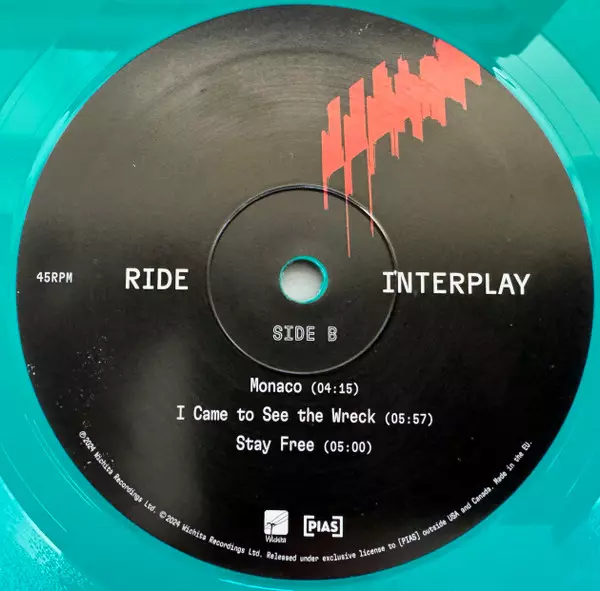 45RPM
RIDE
INTERPLAY
SIDE B
Monaco (04:15)
I Came to See the Wreck (05:57)
Stay Free (05:00)
Wichita
[PIAS]
℗2024 Wichita Recordings Ltd. ©2024 Wichita Recordings Ltd. Released under exclusive license to [PIAS] outside USA and Canada. Made in the EU.